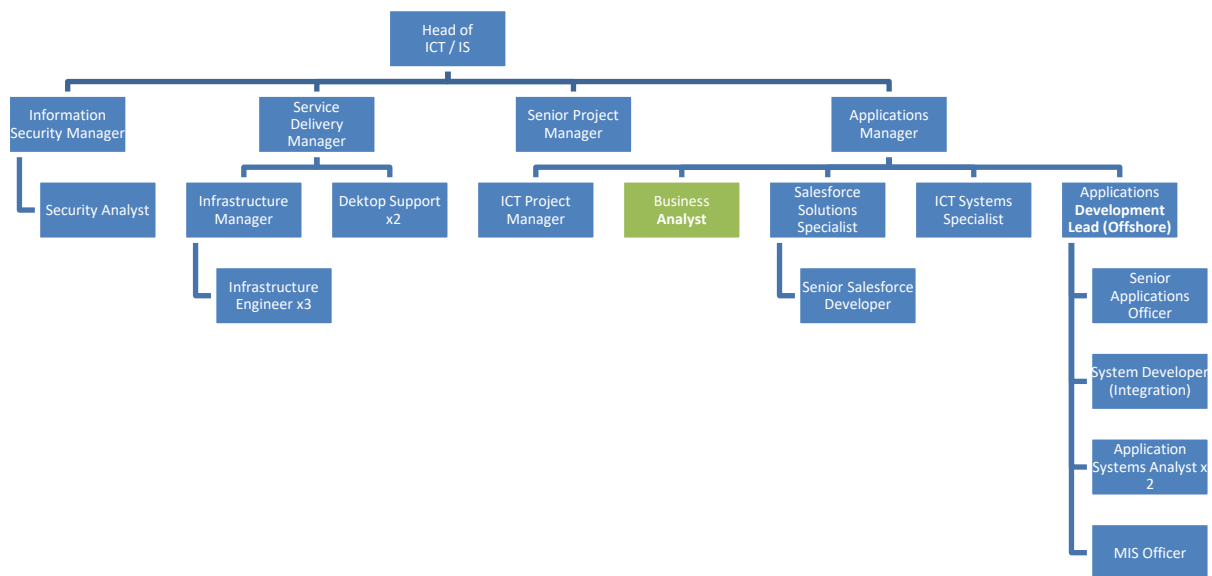 Head of
ICT / IS
Information
Security Manager
Service
Delivery
Manager
Senior Project
Manager
Applications
Manager
Security Analyst
Infrastructure
Manager
Dektop Support
x2
ICT Project
Manager
Business
Analyst
Salesforce
Solutions
Specialist
ICT Systems
Specialist
Applications
Development
Lead (Offshore)
Infrastructure
Engineer x3
Senior Salesforce
Developer
Senior
Applications
Officer
System Developer
(Integration)
Application
Systems Analyst x
2
MIS Officer